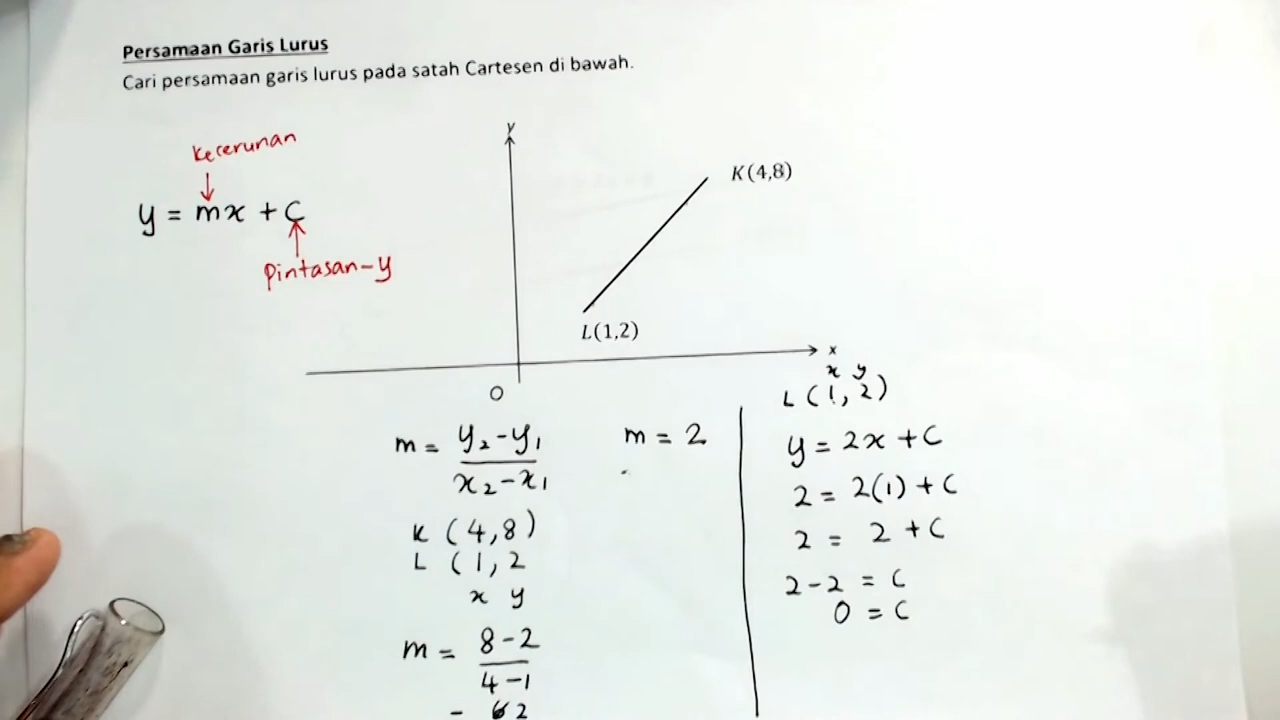 Persamaan Garis Lurus
Cari persamaan garis lurus pada satah Cartesen di bawah.
kecerunan
y = mx + c
Pintasan-y
y
K(4,8)
L(1,2)
x
O
m = y₂-y₁ / x₂-x₁
K (4,8)
L (1,2
x y
m = 8-2 / 4-1
m = 2
x y
L (1, 2)
y = 2x + c
2 = 2(1) + c
2 = 2 + c
2-2 = c
0 = c